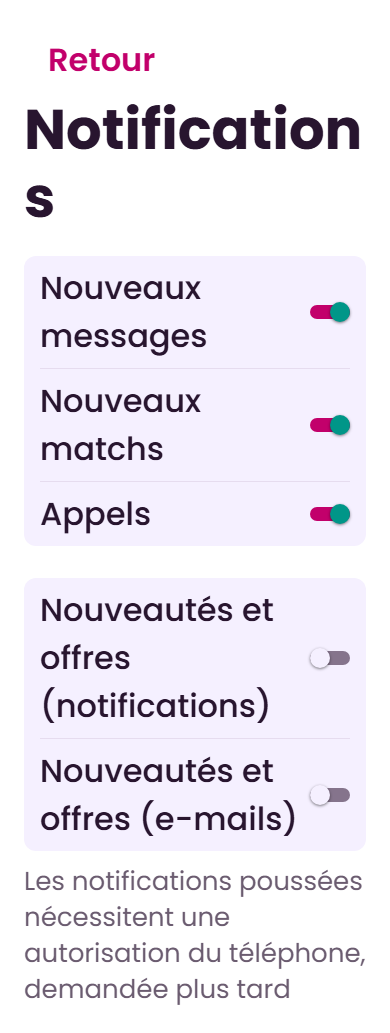 Retour
Notification
s
Nouveaux
messages
Nouveaux
matchs
Appels
Nouveautés et
offres
(notifications)
Nouveautés et
offres (e-mails)
Les notifications poussées
nécessitent une
autorisation du téléphone,
demandée plus tard